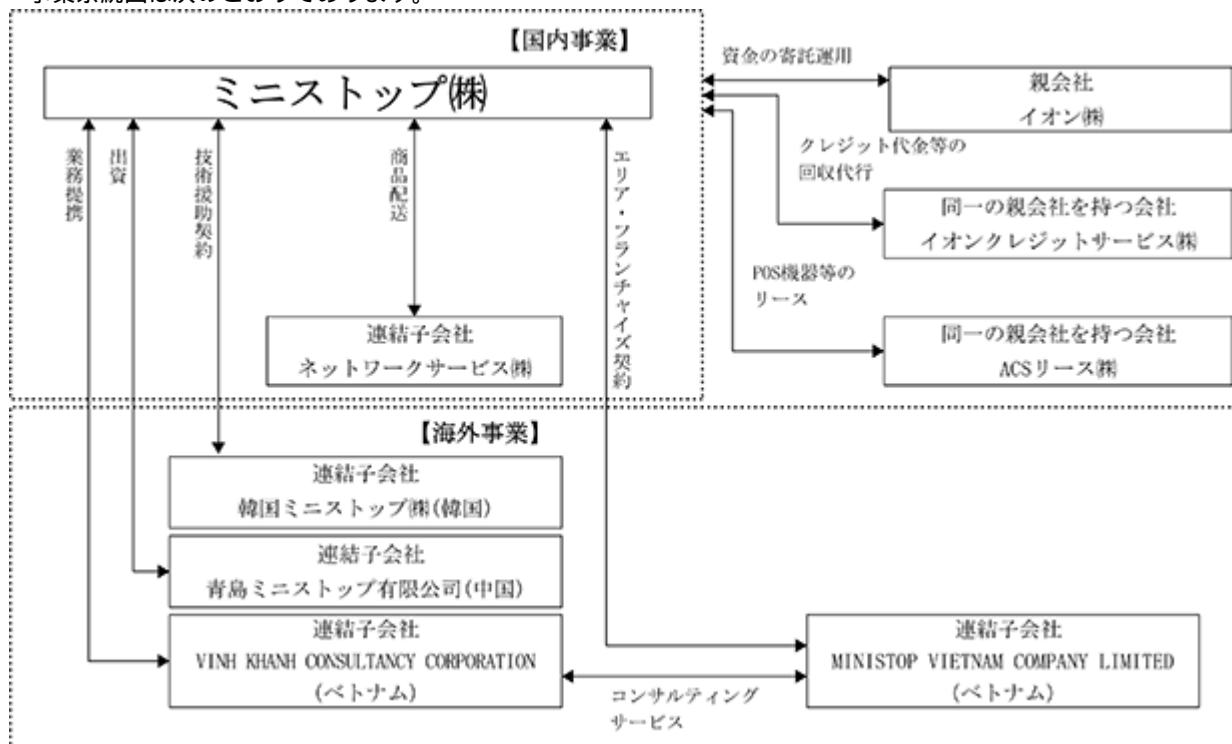 事業系統図は次のとおりであります。
【国内事業】
ミニストップ㈱
資金の寄託運用
親会社
イオン㈱
クレジット代金等の
回収代行
同一の親会社を持つ会社
イオンクレジットサービス㈱
POS機器等の
リース
同一の親会社を持つ会社
ACSリース㈱
業務提携
出資
技術援助契約
商品配送
エリア・フランチャイズ契約
連結子会社
ネットワークサービス㈱
【海外事業】
連結子会社
韓国ミニストップ㈱(韓国)
連結子会社
青島ミニストップ有限公司(中国)
連結子会社
VINH KHANH CONSULTANCY CORPORATION
(ベトナム)
コンサルティング
サービス
連結子会社
MINISTOP VIETNAM COMPANY LIMITED
(ベトナム)